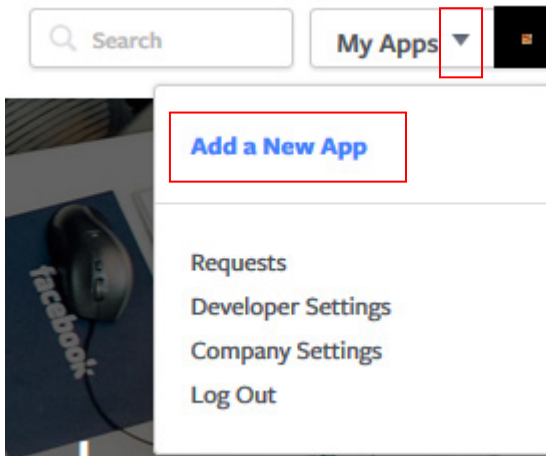 Search
My Apps
Add a New App
Requests
Developer Settings
Company Settings
Log Out
facebook